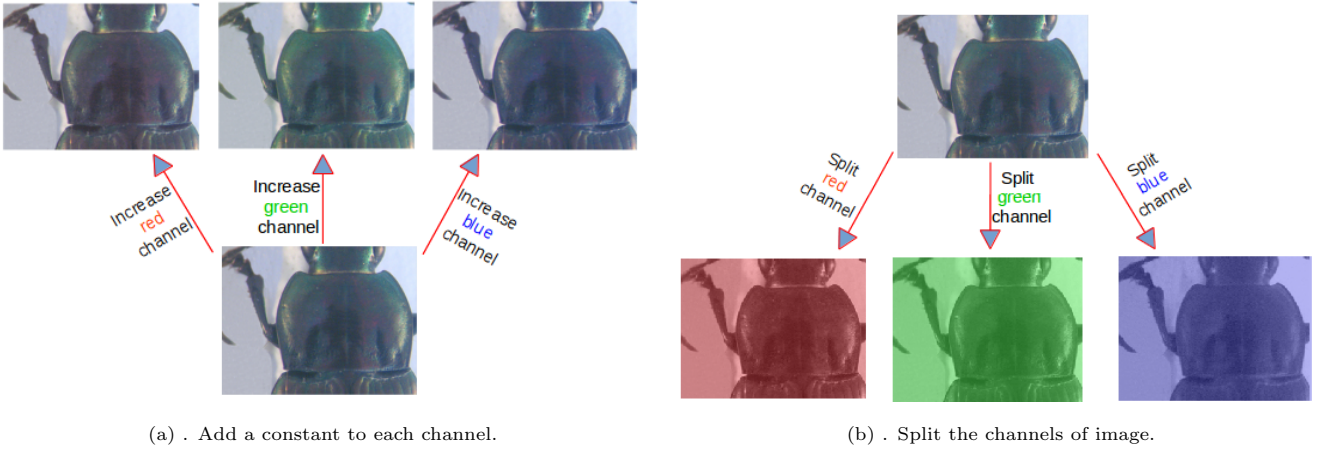 Increase
red
channel
Increase
green
channel
Increase
blue
channel
(a) . Add a constant to each channel.
Split
red
channel
Split
green
channel
Split
blue
channel
(b) . Split the channels of image.